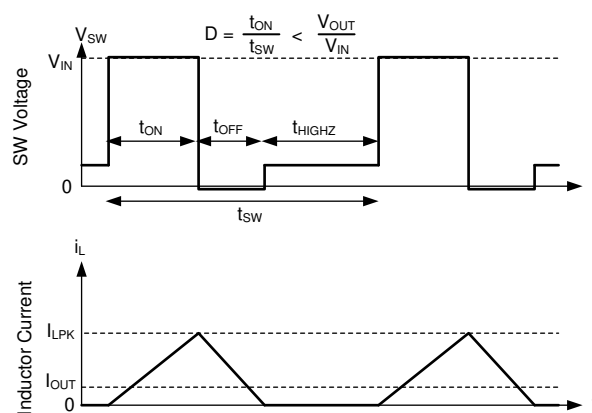 V_SW
D = t_ON / t_SW < V_OUT / V_IN
V_IN
SW Voltage
t_ON
t_OFF
t_HIGHZ
0
t_SW
i_L
Inductor Current
I_LPK
I_OUT
0